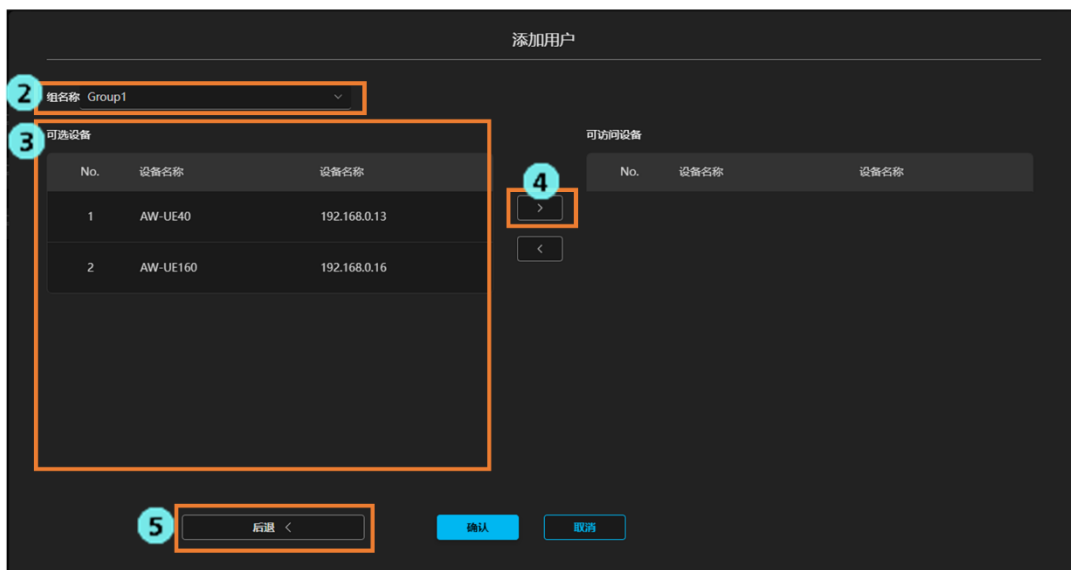 添加用户
2 组名称 Group1
3 可选设备 可访问设备
No. 设备名称 设备名称 4 No. 设备名称 设备名称
1 AW-UE40 192.168.0.13 >
2 AW-UE160 192.168.0.16 <
5 后退 < 确认 取消